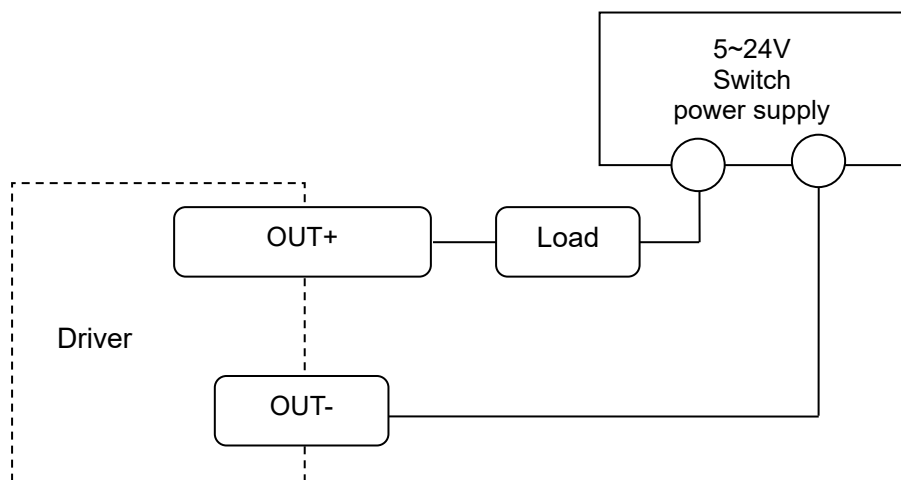 5~24V
Switch
power supply
OUT+
Load
Driver
OUT-